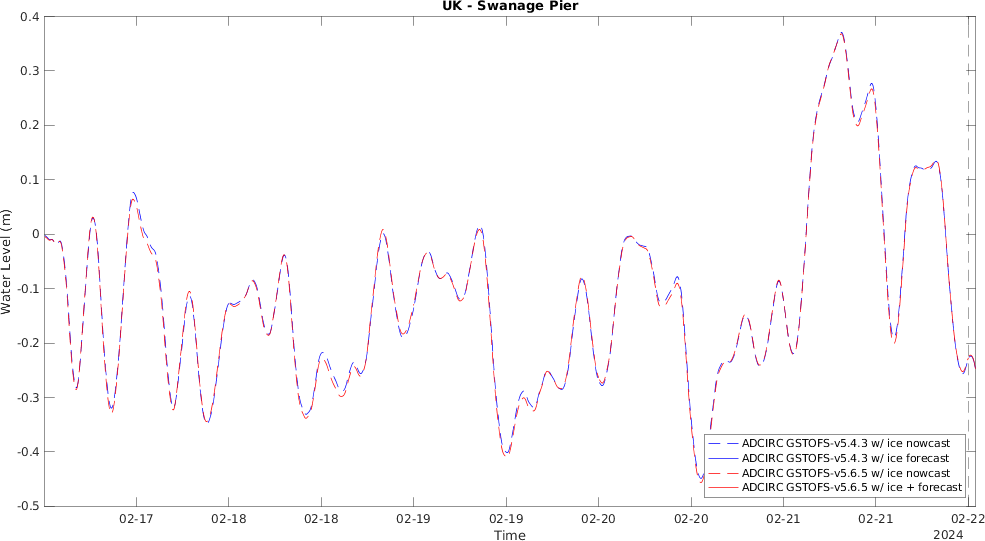 UK - Swanage Pier
0.4
0.3
0.2
0.1
0
-0.1
-0.2
-0.3
-0.4
-0.5
Water Level (m)
ADCIRC GSTOFS-v5.4.3 w/ ice nowcast
ADCIRC GSTOFS-v5.4.3 w/ ice forecast
ADCIRC GSTOFS-v5.6.5 w/ ice nowcast
ADCIRC GSTOFS-v5.6.5 w/ ice + forecast
02-17 02-18 02-18 02-19 02-19 02-20 02-20 02-21 02-21 02-22
Time
2024